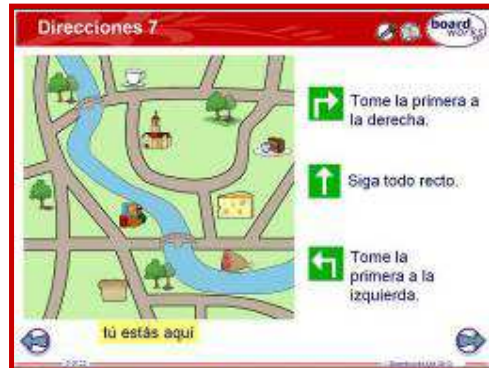 Direcciones 7
board
works
Tome la primera a
la derecha.
Siga todo recto.
Tome la
primera a la
izquierda.
tú estás aquí